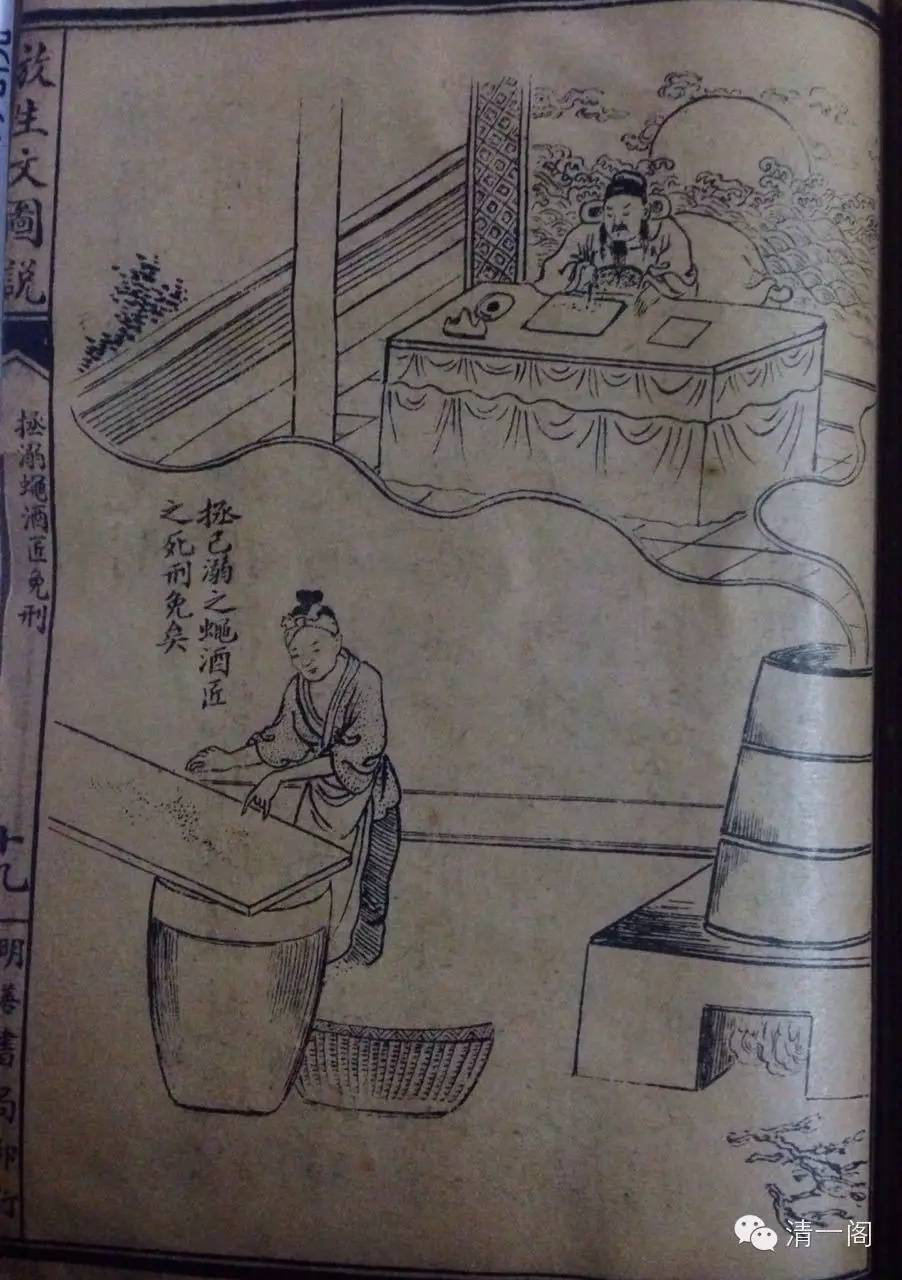 放生文圖說
拯溺蠅酒匠免刑
十九
明善書局印行
拯已溺之蠅酒匠
之死刑免矣
清一阁